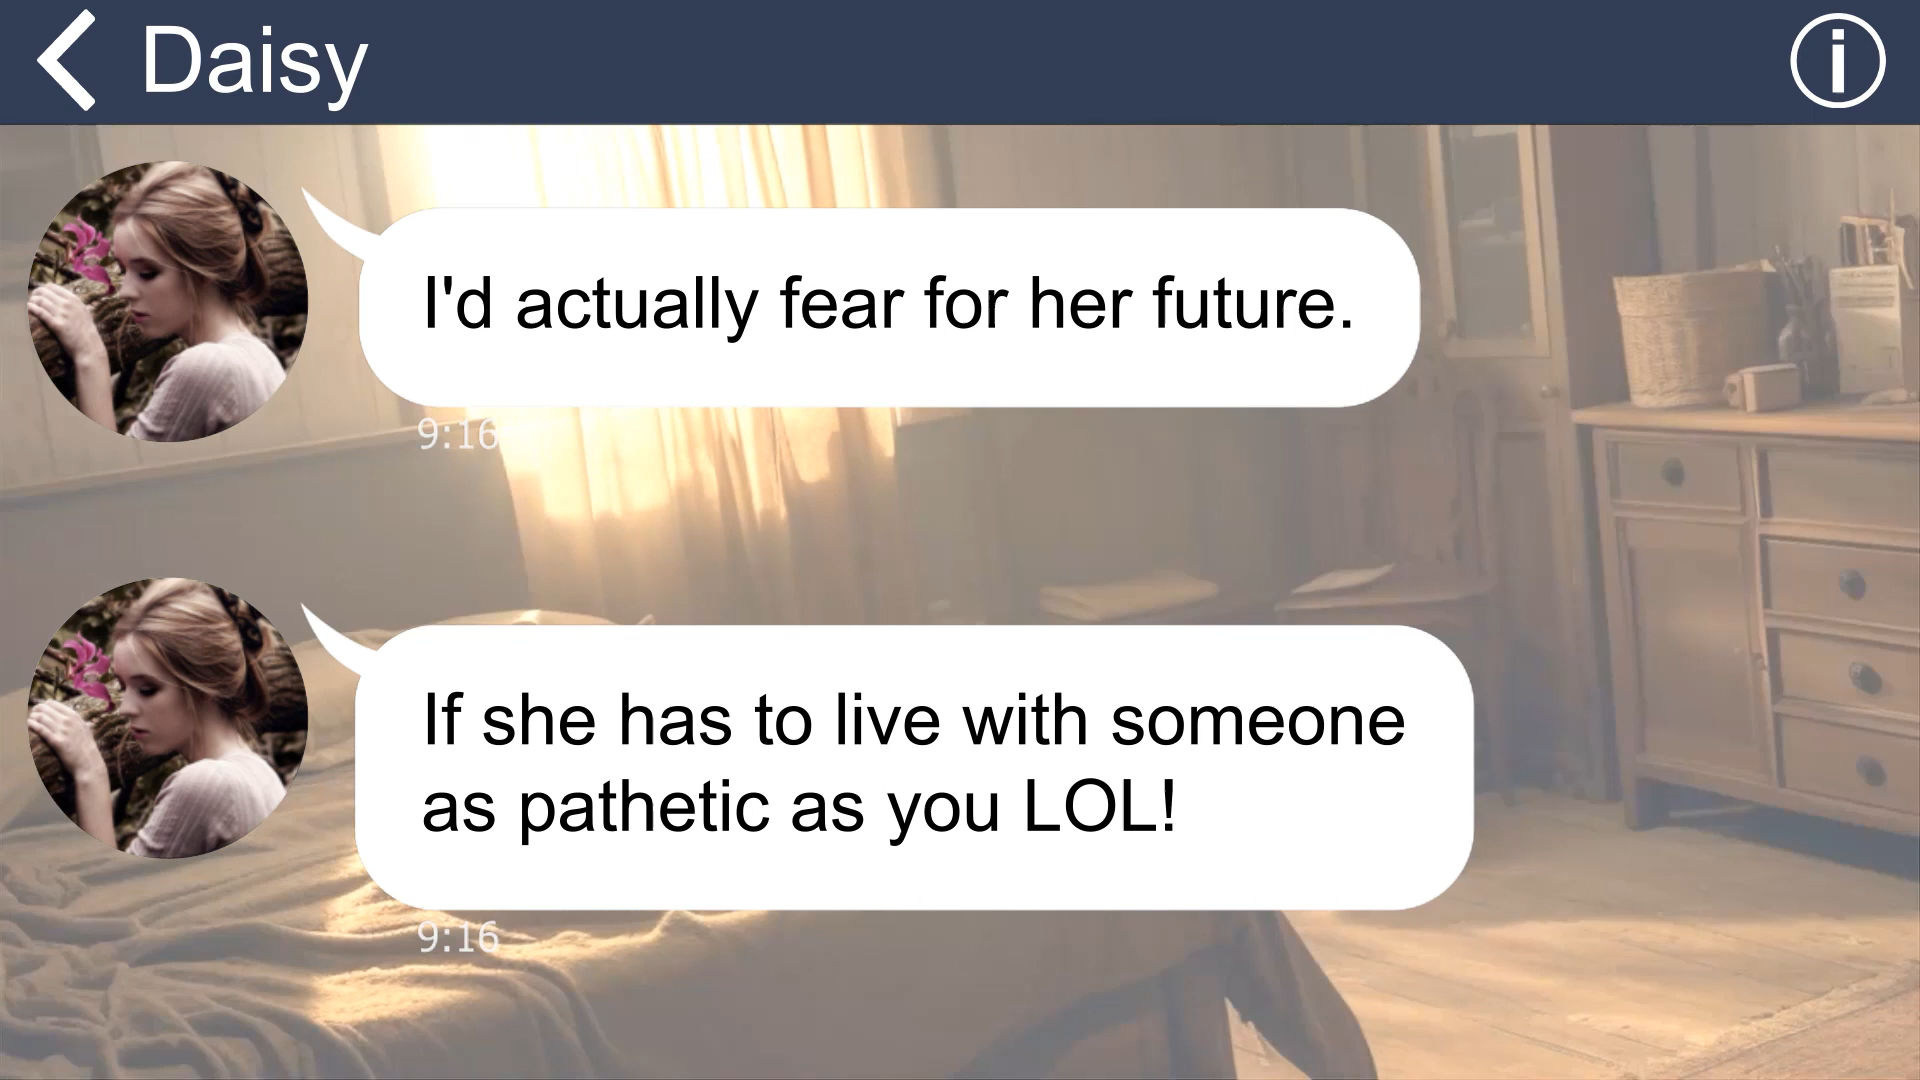 Daisy
I'd actually fear for her future.
9:16
If she has to live with someone
as pathetic as you LOL!
9:16